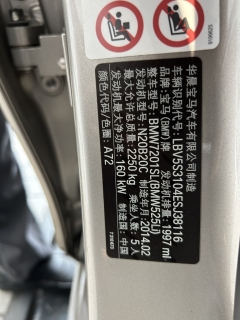 华晨宝马汽车有限公司制造
车辆识别代号:LBV5S3104ESJ38116
品牌:宝马(BMW)牌 发动机排量:1997 ml
整车型号:BMW7201SL(BMW525Li)
发动机型号:N20B20C 制造年月:2014.02
最大允许总质量:2250 kg 乘坐人数:5人
发动机最大净功率:160 kW 制造国:中国
颜色代码/色卡:A72